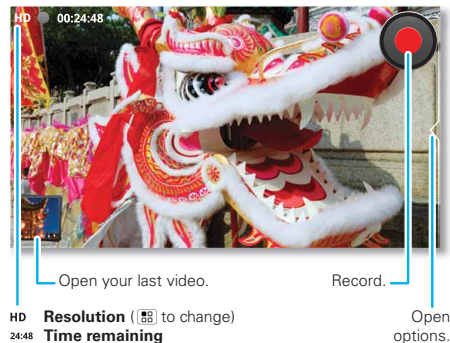 HD 00:24:48
Open your last video.
Record.
HD Resolution ( to change)
24:48 Time remaining
Open
options.